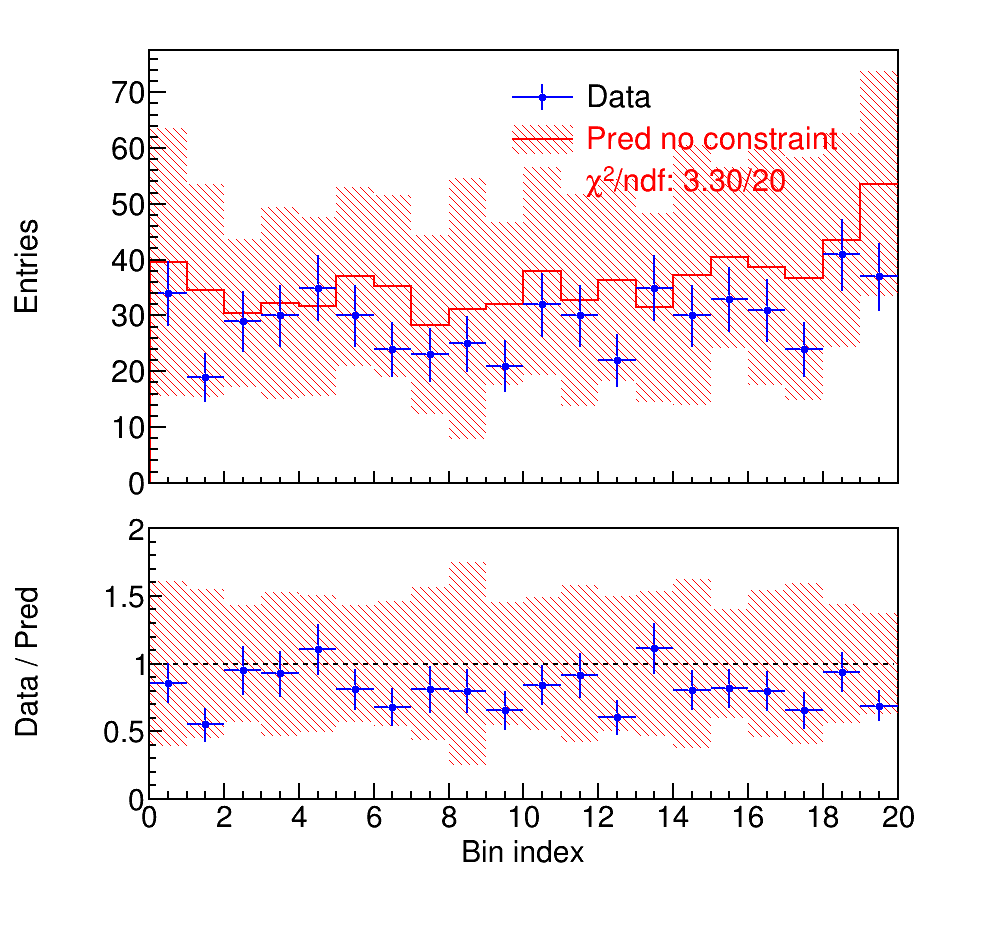 Entries
70
60
50
40
30
20
10
0
Data
Pred no constraint
χ²/ndf: 3.30/20
Data / Pred
2
1.5
1
0.5
0
0 2 4 6 8 10 12 14 16 18 20
Bin index